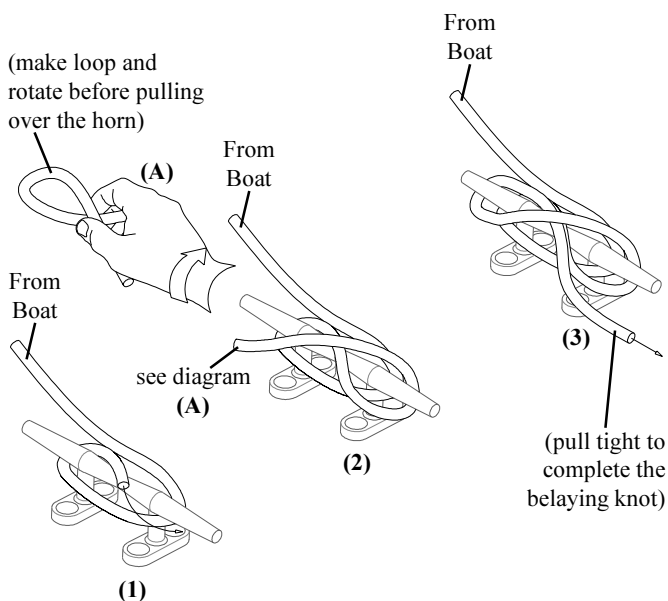 (make loop and
rotate before pulling
over the horn)
(A)
From
Boat
see diagram
(A)
(2)
From
Boat
(1)
From
Boat
(3)
(pull tight to
complete the
belaying knot)